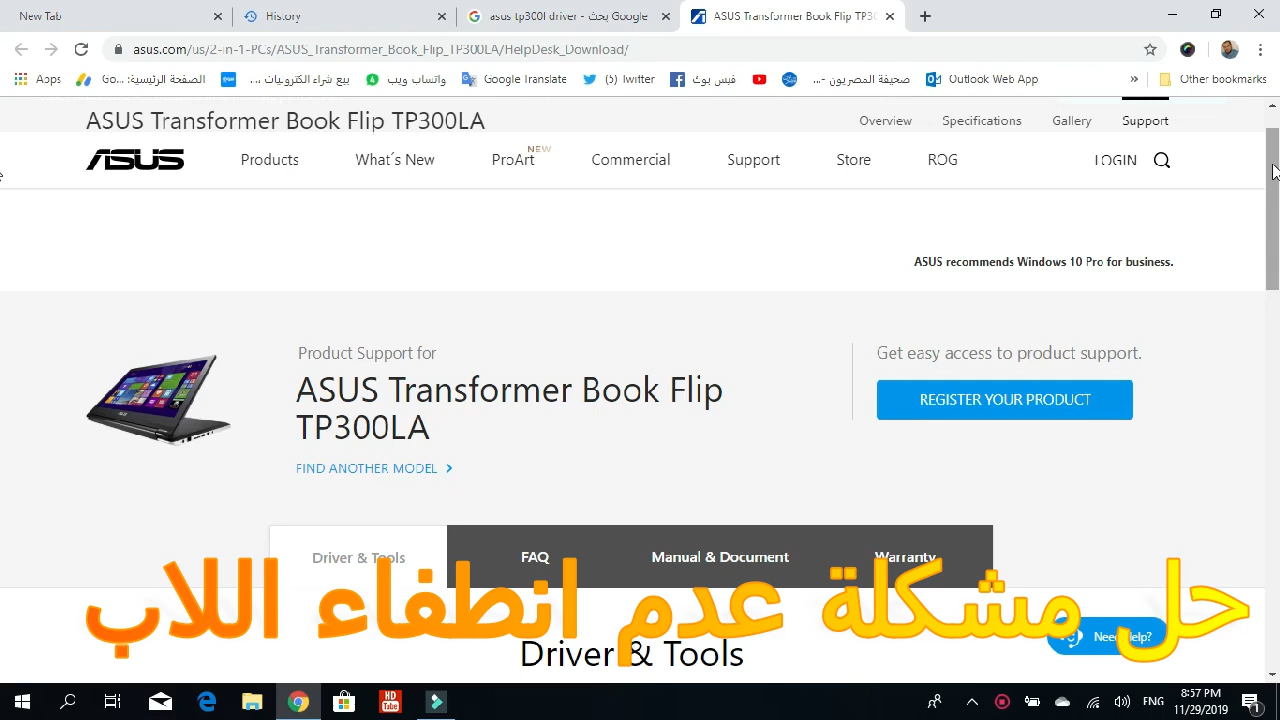 New Tab
History
asus tp300l driver - بحث Google
ASUS Transformer Book Flip TP30
asus.com/us/2-in-1-PCs/ASUS_Transformer_Book_Flip_TP300LA/HelpDesk_Download/
Apps
الصفحة الرئيسية: ...Go
بيع شراء الكترونيات ...
واتساب ويب
Google Translate
(5) Twitter
فيس بوك
صحيفة المصريون -...
Outlook Web App
»
Other bookmarks
ASUS Transformer Book Flip TP300LA
Overview
Specifications
Gallery
Support
ASUS
Products
What´s New
ProArt
NEW
Commercial
Support
Store
ROG
LOGIN
ASUS recommends Windows 10 Pro for business.
Product Support for
ASUS Transformer Book Flip
TP300LA
FIND ANOTHER MODEL
Get easy access to product support.
REGISTER YOUR PRODUCT
Driver & Tools
FAQ
Manual & Document
Warranty
حل مشكلة عدم انطفاء اللاب
Need Help?
Driver & Tools
HD
Tube
ENG
8:57 PM
11/29/2019
1